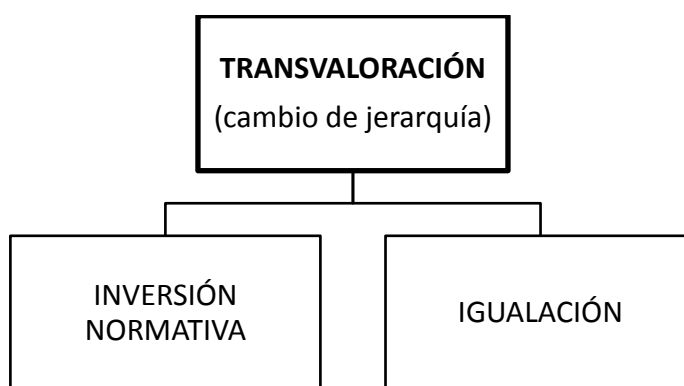 TRANSVALORACIÓN
(cambio de jerarquía)
INVERSIÓN
NORMATIVA
IGUALACIÓN